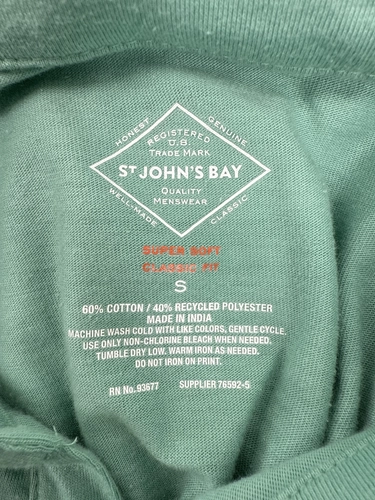 HONEST
GENUINE
REGISTERED
U.S.
TRADE MARK
ST JOHN'S BAY
QUALITY
MENSWEAR
WELL-MADE
CLASSIC
SUPER SOFT
CLASSIC FIT
S
60% COTTON / 40% RECYCLED POLYESTER
MADE IN INDIA
MACHINE WASH COLD WITH LIKE COLORS, GENTLE CYCLE.
USE ONLY NON-CHLORINE BLEACH WHEN NEEDED.
TUMBLE DRY LOW. WARM IRON AS NEEDED.
DO NOT IRON ON PRINT.
RN No. 93677 SUPPLIER 76592-5